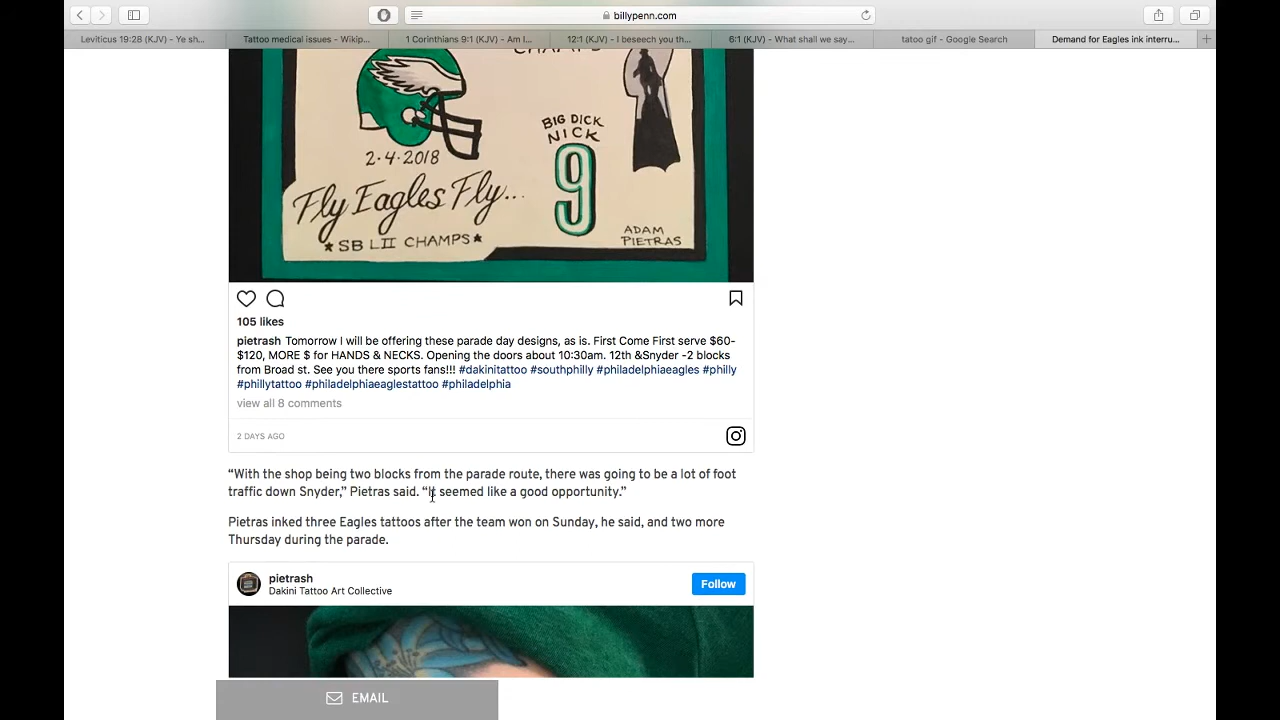 billypenn.com
Leviticus 19:28 (KJV) - Ye sh...
Tattoo medical issues - Wikip...
1 Corinthians 9:1 (KJV) - Am I...
12:1 (KJV) - I beseech you th...
6:1 (KJV) - What shall we say...
tatoo gif - Google Search
Demand for Eagles ink interru...
CHAMPS
BIG DICK
NICK
9
2·4·2018
Fly Eagles Fly...
★SB LII CHAMPS★
ADAM
PIETRAS
105 likes
pietrash Tomorrow I will be offering these parade day designs, as is. First Come First serve $60-
$120, MORE $ for HANDS & NECKS. Opening the doors about 10:30am. 12th &Snyder -2 blocks
from Broad st. See you there sports fans!!! #dakinitattoo #southphilly #philadelphiaeagles #philly
#phillytattoo #philadelphiaeaglestattoo #philadelphia
view all 8 comments
2 DAYS AGO
“With the shop being two blocks from the parade route, there was going to be a lot of foot
traffic down Snyder,” Pietras said. “It seemed like a good opportunity.”
Pietras inked three Eagles tattoos after the team won on Sunday, he said, and two more
Thursday during the parade.
pietrash
Dakini Tattoo Art Collective
Follow
EMAIL